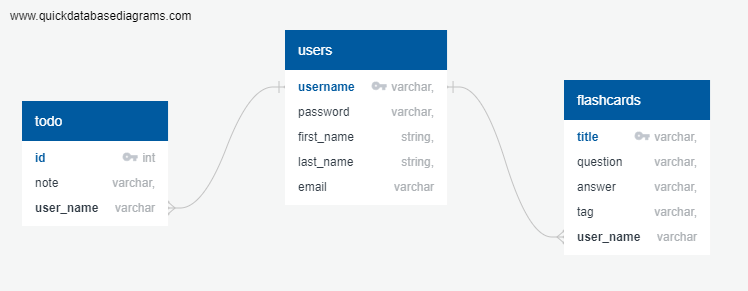 www.quickdatabasediagrams.com
todo
id int
note varchar,
user_name varchar
users
username varchar,
password varchar,
first_name string,
last_name string,
email varchar
flashcards
title varchar,
question varchar,
answer varchar,
tag varchar,
user_name varchar